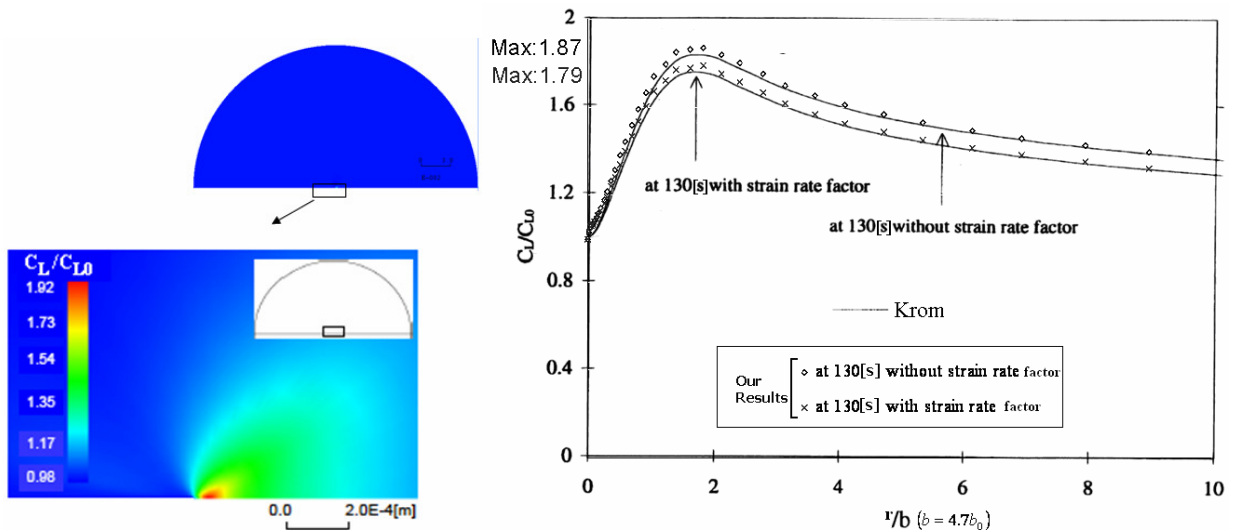 C_L/C_L0
1.92
1.73
1.54
1.35
1.17
0.98
0.0 2.0E-4[m]
2
Max:1.87
Max:1.79
1.6
1.2
0.8
0.4
0
C_L/C_L0
at 130[s]with strain rate factor
at 130[s]without strain rate factor
Krom
Our
Results
at 130[s] without strain rate factor
at 130[s] with strain rate factor
0 2 4 6 8 10
r/b (b = 4.7b_0)